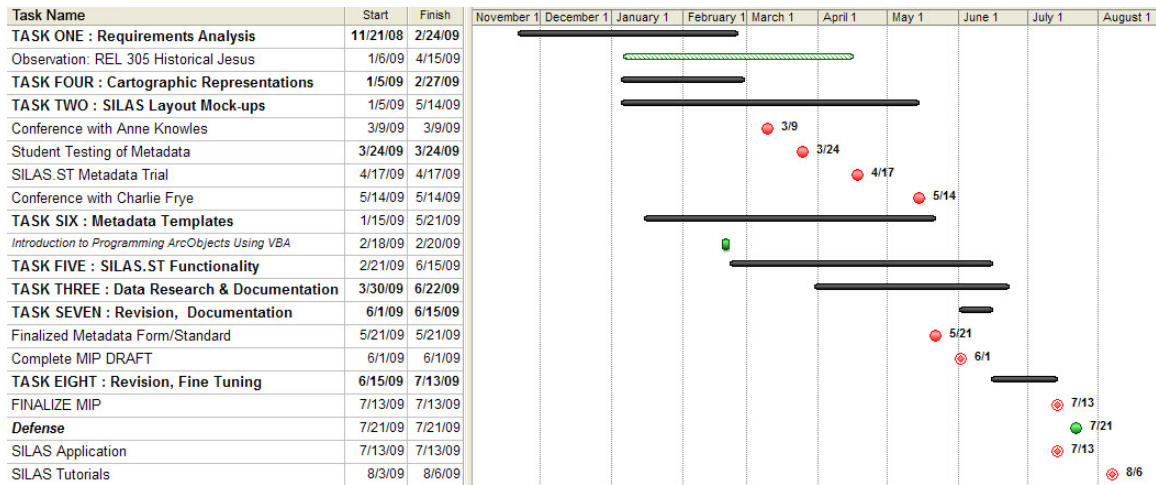 Task Name Start Finish November 1 December 1 January 1 February 1 March 1 April 1 May 1 June 1 July 1 August 1
TASK ONE : Requirements Analysis 11/21/08 2/24/09
Observation: REL 305 Historical Jesus 1/6/09 4/15/09
TASK FOUR : Cartographic Representations 1/5/09 2/27/09
TASK TWO : SILAS Layout Mock-ups 1/5/09 5/14/09
Conference with Anne Knowles 3/9/09 3/9/09 3/9
Student Testing of Metadata 3/24/09 3/24/09 3/24
SILAS.ST Metadata Trial 4/17/09 4/17/09 4/17
Conference with Charlie Frye 5/14/09 5/14/09 5/14
TASK SIX : Metadata Templates 1/15/09 5/21/09
Introduction to Programming ArcObjects Using VBA 2/18/09 2/20/09
TASK FIVE : SILAS.ST Functionality 2/21/09 6/15/09
TASK THREE : Data Research & Documentation 3/30/09 6/22/09
TASK SEVEN : Revision, Documentation 6/1/09 6/15/09
Finalized Metadata Form/Standard 5/21/09 5/21/09 5/21
Complete MIP DRAFT 6/1/09 6/1/09 6/1
TASK EIGHT : Revision, Fine Tuning 6/15/09 7/13/09
FINALIZE MIP 7/13/09 7/13/09 7/13
Defense 7/21/09 7/21/09 7/21
SILAS Application 7/13/09 7/13/09 7/13
SILAS Tutorials 8/3/09 8/6/09 8/6